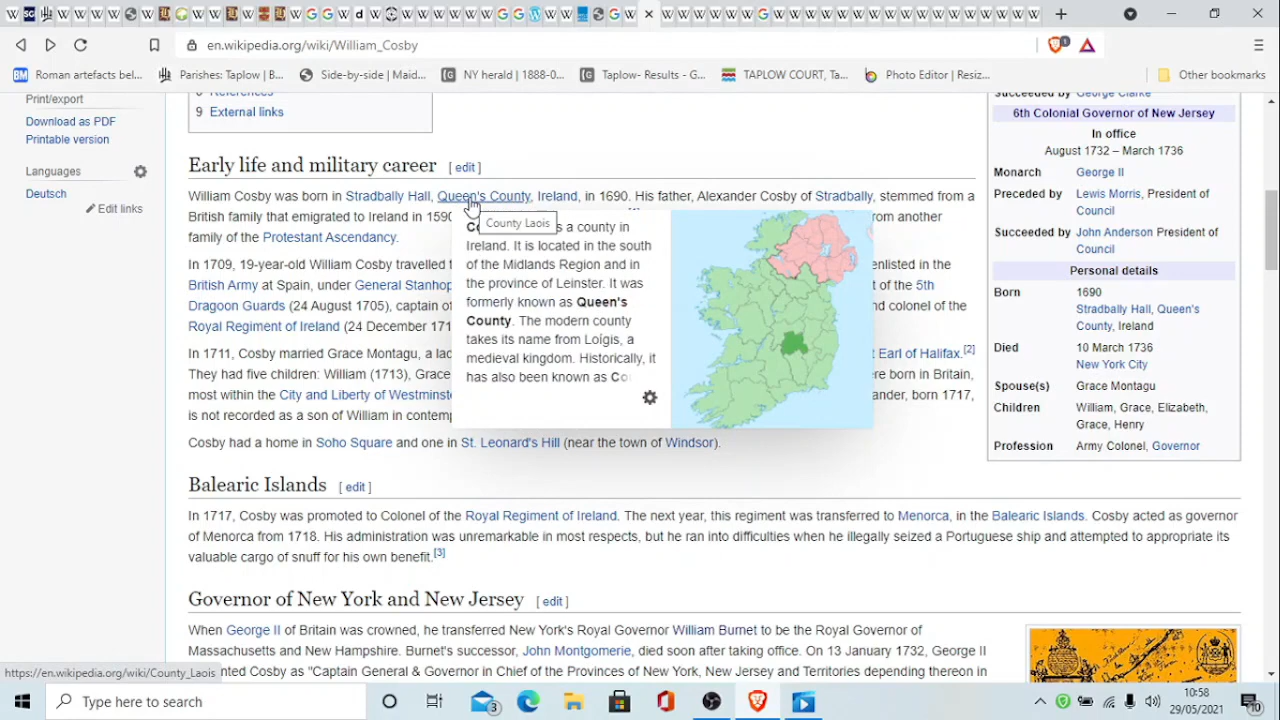 en.wikipedia.org/wiki/William_Cosby
1
Roman artefacts bel...
Parishes: Taplow | B...
Side-by-side | Maid...
NY herald | 1888-0...
Taplow- Results - G...
TAPLOW COURT, Ta...
Photo Editor | Resiz...
Other bookmarks
Print/export
Download as PDF
Printable version
Languages
Deutsch
Edit links
References
9 External links
Early life and military career [ edit ]
William Cosby was born in Stradbally Hall, Queen's County, Ireland, in 1690. His father, Alexander Cosby of Stradbally, stemmed from a
British family that emigrated to Ireland in 1590
from another
family of the Protestant Ascendancy.
In 1709, 19-year-old William Cosby travelled
enlisted in the
British Army at Spain, under General Stanhop
t of the 5th
Dragoon Guards (24 August 1705), captain of
nd colonel of the
Royal Regiment of Ireland (24 December 171
In 1711, Cosby married Grace Montagu, a lad
Earl of Halifax.[2]
They had five children: William (1713), Grace
re born in Britain,
most within the City and Liberty of Westminste
ander, born 1717,
is not recorded as a son of William in contemp
Cosby had a home in Soho Square and one in St. Leonard's Hill (near the town of Windsor).
County Laois
s a county in
Ireland. It is located in the south
of the Midlands Region and in
the province of Leinster. It was
formerly known as Queen's
County. The modern county
takes its name from Loígis, a
medieval kingdom. Historically, it
has also been known as Co
Balearic Islands [ edit ]
In 1717, Cosby was promoted to Colonel of the Royal Regiment of Ireland. The next year, this regiment was transferred to Menorca, in the Balearic Islands. Cosby acted as governor
of Menorca from 1718. His administration was unremarkable in most respects, but he ran into difficulties when he illegally seized a Portuguese ship and attempted to appropriate its
valuable cargo of snuff for his own benefit.[3]
Governor of New York and New Jersey [ edit ]
When George II of Britain was crowned, he transferred New York's Royal Governor William Burnet to be the Royal Governor of
Massachusetts and New Hampshire. Burnet's successor, John Montgomerie, died soon after taking office. On 13 January 1732, George II
nted Cosby as "Captain General & Governor in Chief of the Provinces of New York, New Jersey and Territories depending thereon in
Succeeded by George Clarke
6th Colonial Governor of New Jersey
In office
August 1732 – March 1736
Monarch George II
Preceded by Lewis Morris, President of
Council
Succeeded by John Anderson President of
Council
Personal details
Born 1690
Stradbally Hall, Queen's
County, Ireland
Died 10 March 1736
New York City
Spouse(s) Grace Montagu
Children William, Grace, Elizabeth,
Grace, Henry
Profession Army Colonel, Governor
https://en.wikipedia.org/wiki/County_Laois
Type here to search
3
10:58
29/05/2021
10